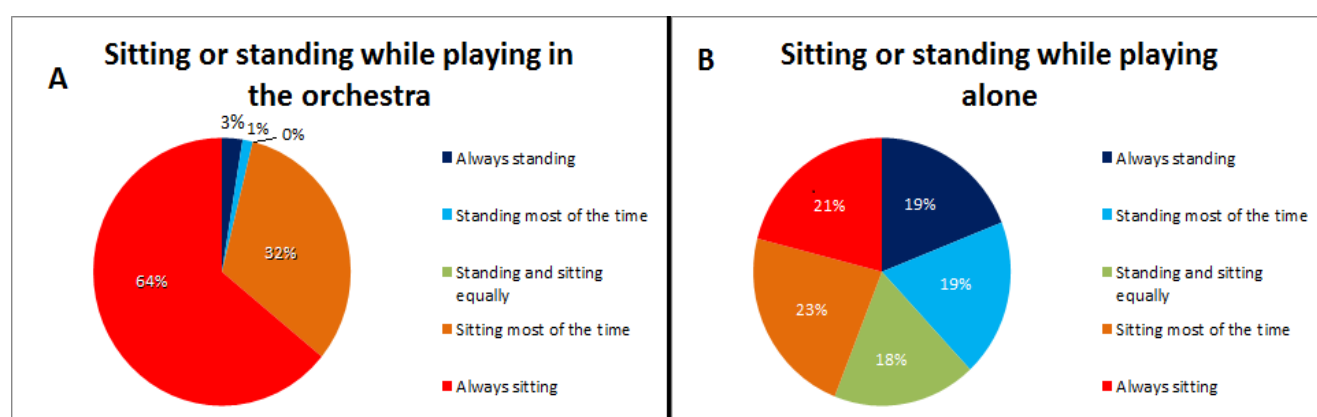 A
Sitting or standing while playing in
the orchestra
3%
1%
0%
32%
64%
Always standing
Standing most of the time
Standing and sitting
equally
Sitting most of the time
Always sitting
B
Sitting or standing while playing
alone
19%
19%
18%
23%
21%
Always standing
Standing most of the time
Standing and sitting
equally
Sitting most of the time
Always sitting